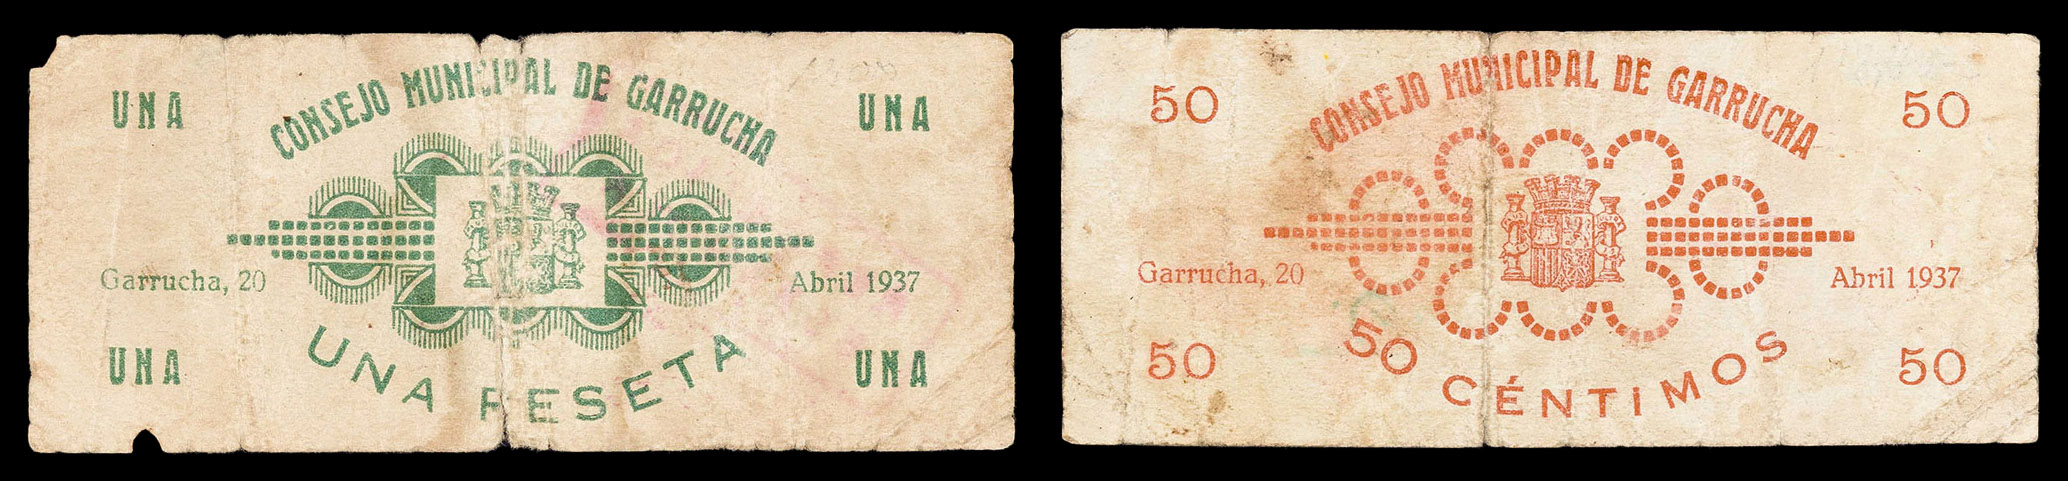 CONSEJO MUNICIPAL DE GARRUCHA
UNA UNA
Garrucha, 20 Abril 1937
UNA UNA
UNA PESETA
CONSEJO MUNICIPAL DE GARRUCHA
50 50
Garrucha, 20 Abril 1937
50 50
50 CÉNTIMOS